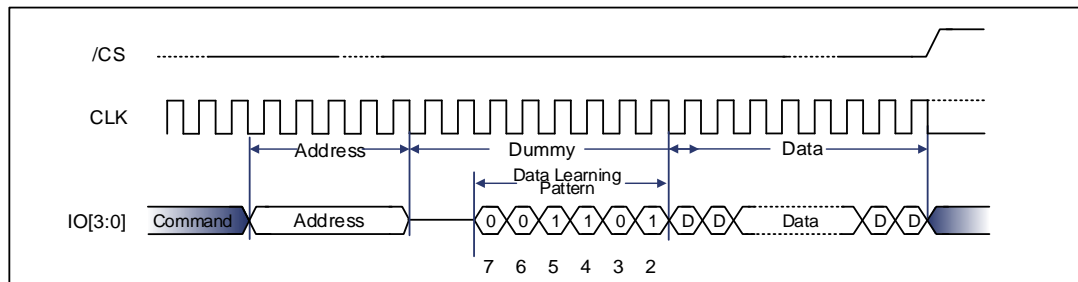 /CS
CLK
Address Dummy Data
Data Learning
Pattern
IO[3:0] Command Address 0 0 1 1 0 1 D D Data D D
7 6 5 4 3 2